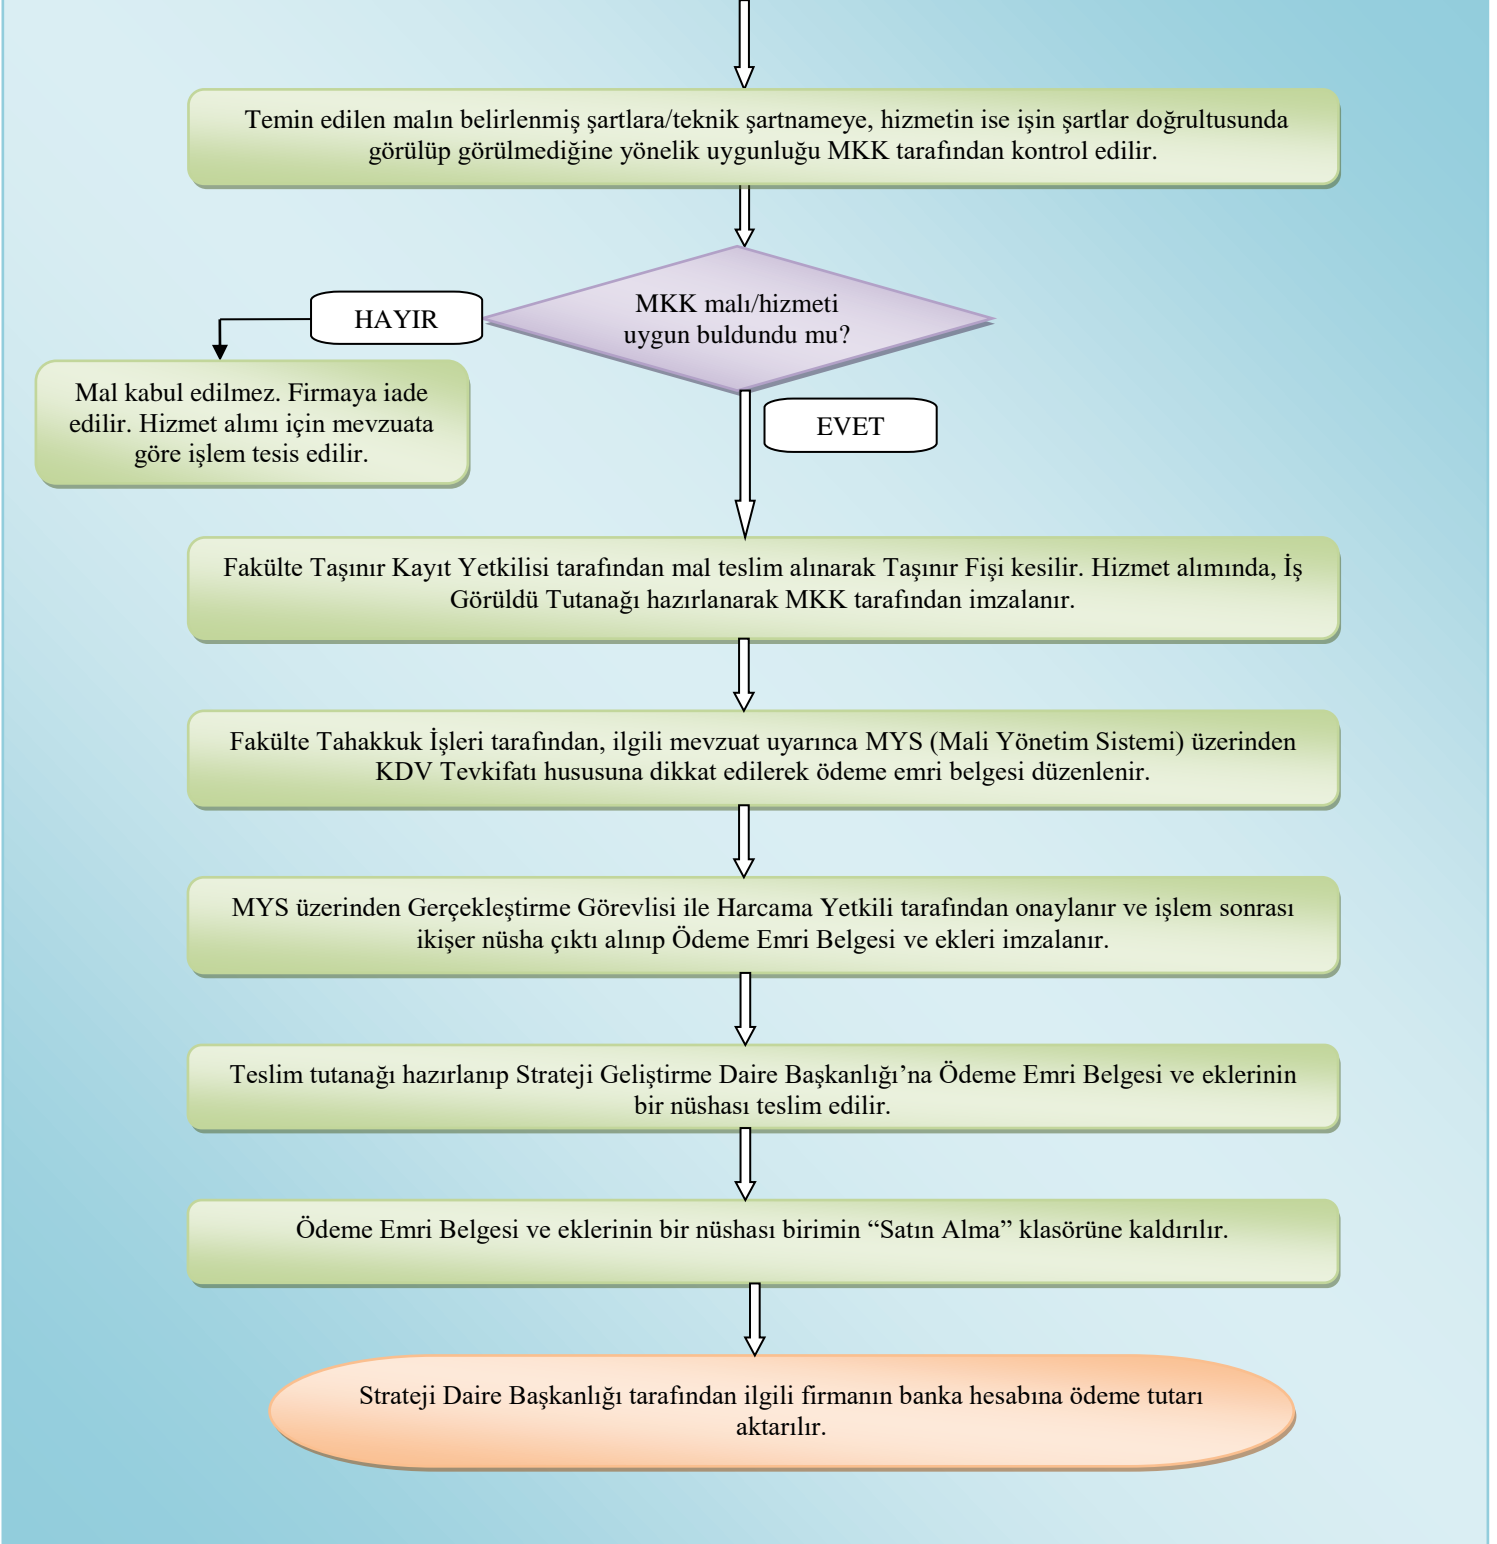 Temin edilen malın belirlenmiş şartlara/teknik şartnameye, hizmetin ise işin şartlar doğrultusunda
görülüp görülmediğine yönelik uygunluğu MKK tarafından kontrol edilir.
MKK malı/hizmeti
uygun buldundu mu?
HAYIR
Mal kabul edilmez. Firmaya iade
edilir. Hizmet alımı için mevzuata
göre işlem tesis edilir.
EVET
Fakülte Taşınır Kayıt Yetkilisi tarafından mal teslim alınarak Taşınır Fişi kesilir. Hizmet alımında, İş
Görüldü Tutanağı hazırlanarak MKK tarafından imzalanır.
Fakülte Tahakkuk İşleri tarafından, ilgili mevzuat uyarınca MYS (Mali Yönetim Sistemi) üzerinden
KDV Tevkifatı hususuna dikkat edilerek ödeme emri belgesi düzenlenir.
MYS üzerinden Gerçekleştirme Görevlisi ile Harcama Yetkili tarafından onaylanır ve işlem sonrası
ikişer nüsha çıktı alınıp Ödeme Emri Belgesi ve ekleri imzalanır.
Teslim tutanağı hazırlanıp Strateji Geliştirme Daire Başkanlığı’na Ödeme Emri Belgesi ve eklerinin
bir nüshası teslim edilir.
Ödeme Emri Belgesi ve eklerinin bir nüshası birimin “Satın Alma” klasörüne kaldırılır.
Strateji Daire Başkanlığı tarafından ilgili firmanın banka hesabına ödeme tutarı
aktarılır.